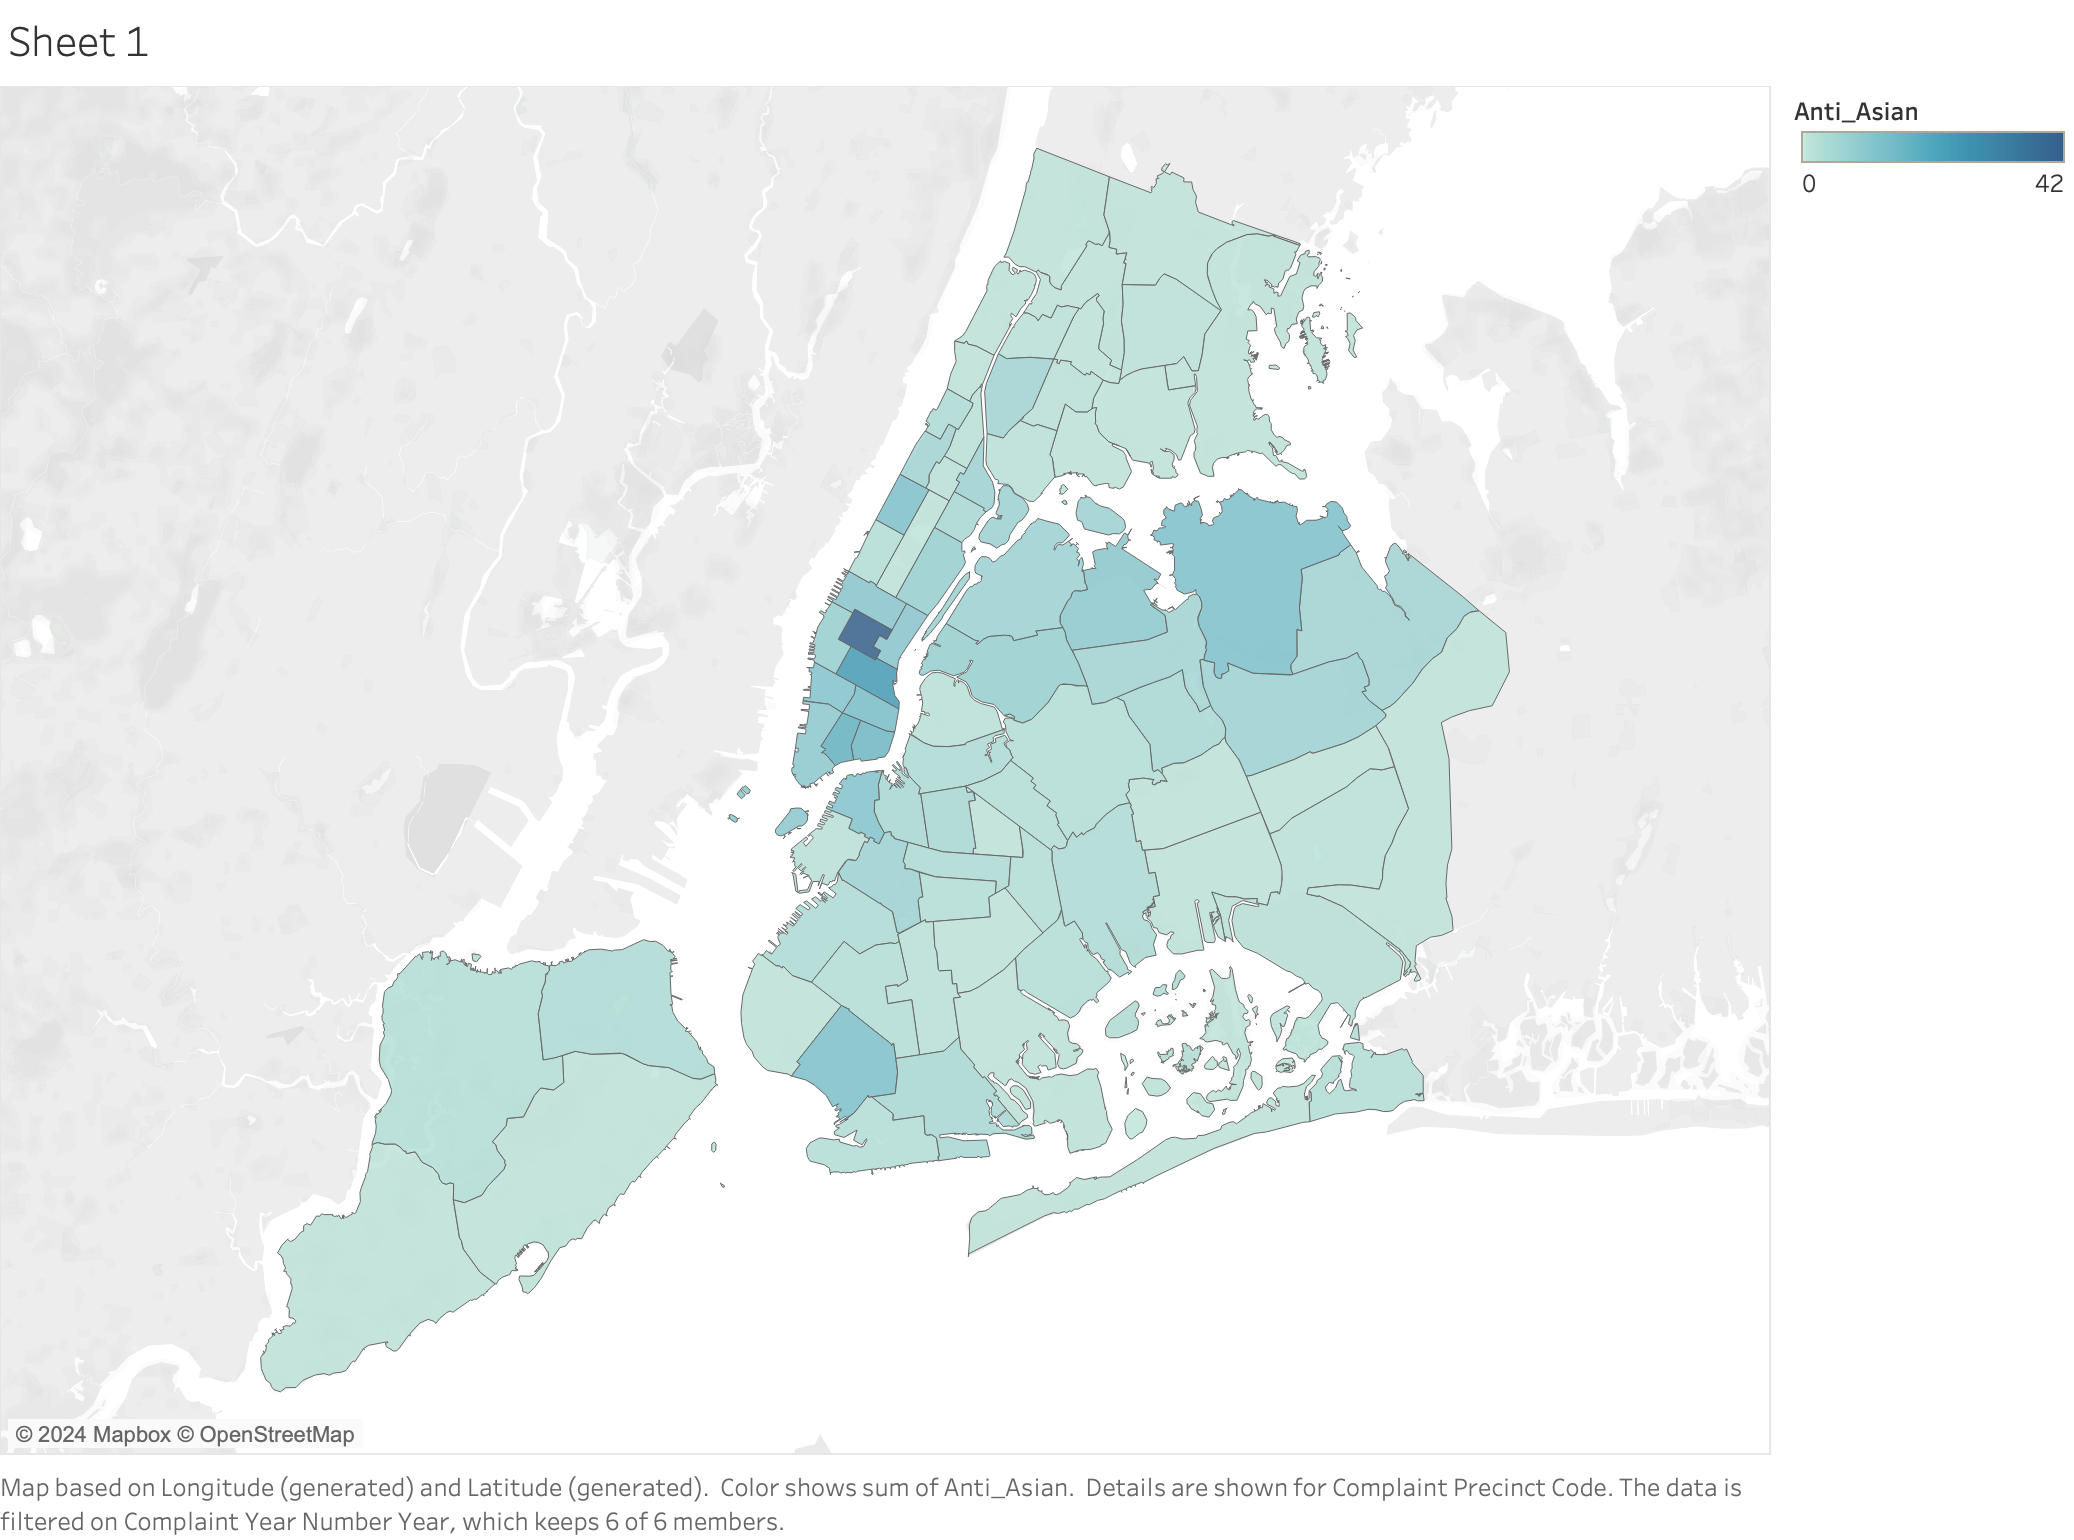 Sheet 1
Anti_Asian
0 42
© 2024 Mapbox © OpenStreetMap
Map based on Longitude (generated) and Latitude (generated).  Color shows sum of Anti_Asian.  Details are shown for Complaint Precinct Code. The data is
filtered on Complaint Year Number Year, which keeps 6 of 6 members.